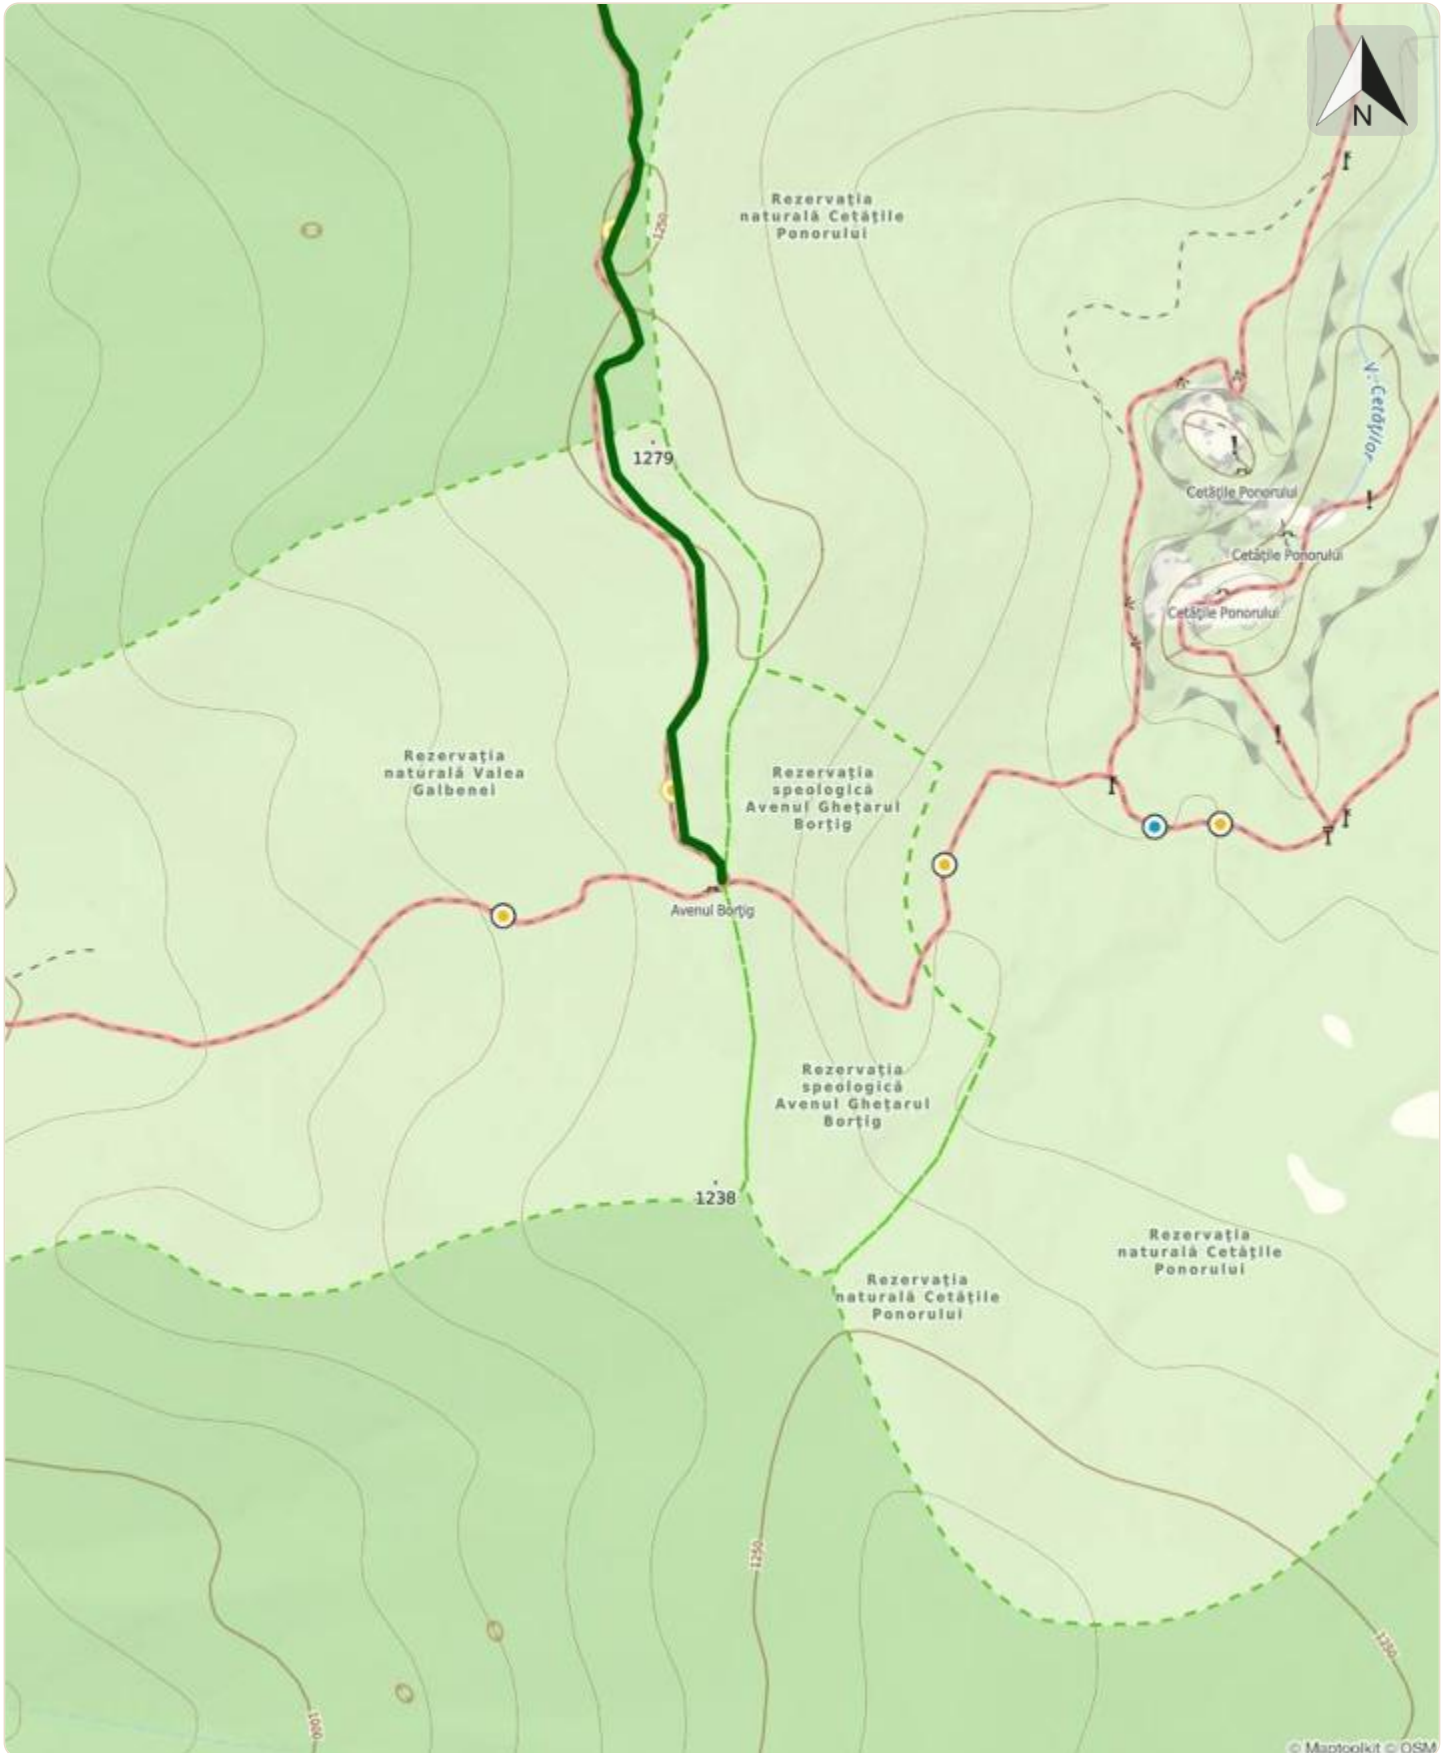 N
Rezervația
naturală Cetățile
Ponorului
1250
V. Cetăților
1279
Cetățile Ponorului
Cetățile Ponorului
Cetățile Ponorului
Rezervația
naturală Valea
Galbenei
Rezervația
speologică
Avenul Ghețarul
Borțig
Avenul Borțig
Rezervația
speologică
Avenul Ghețarul
Borțig
1238
Rezervația
naturală Cetățile
Ponorului
Rezervația
naturală Cetățile
Ponorului
1250
1250
1000
© Maptoolkit © OSM